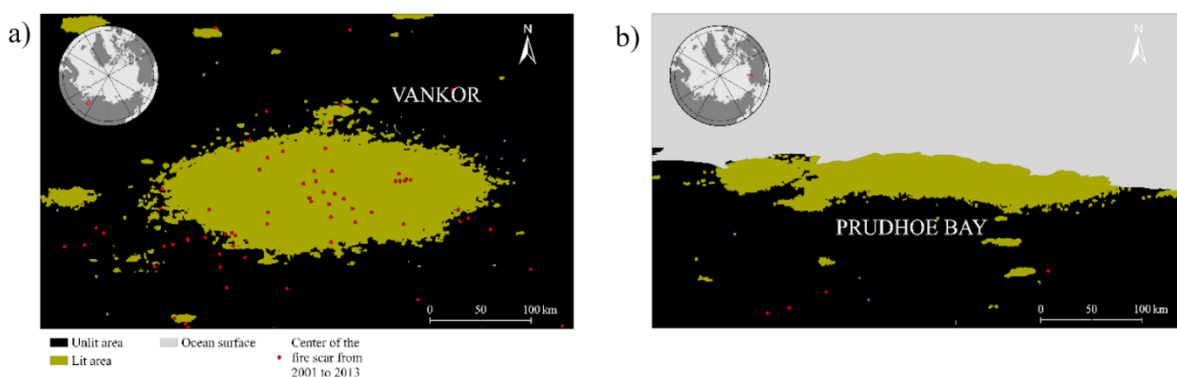 a)
N
VANKOR
0 50 100 km
b)
N
PRUDHOE BAY
0 50 100 km
Unlit area
Lit area
Ocean surface
Center of the
fire scar from
2001 to 2013